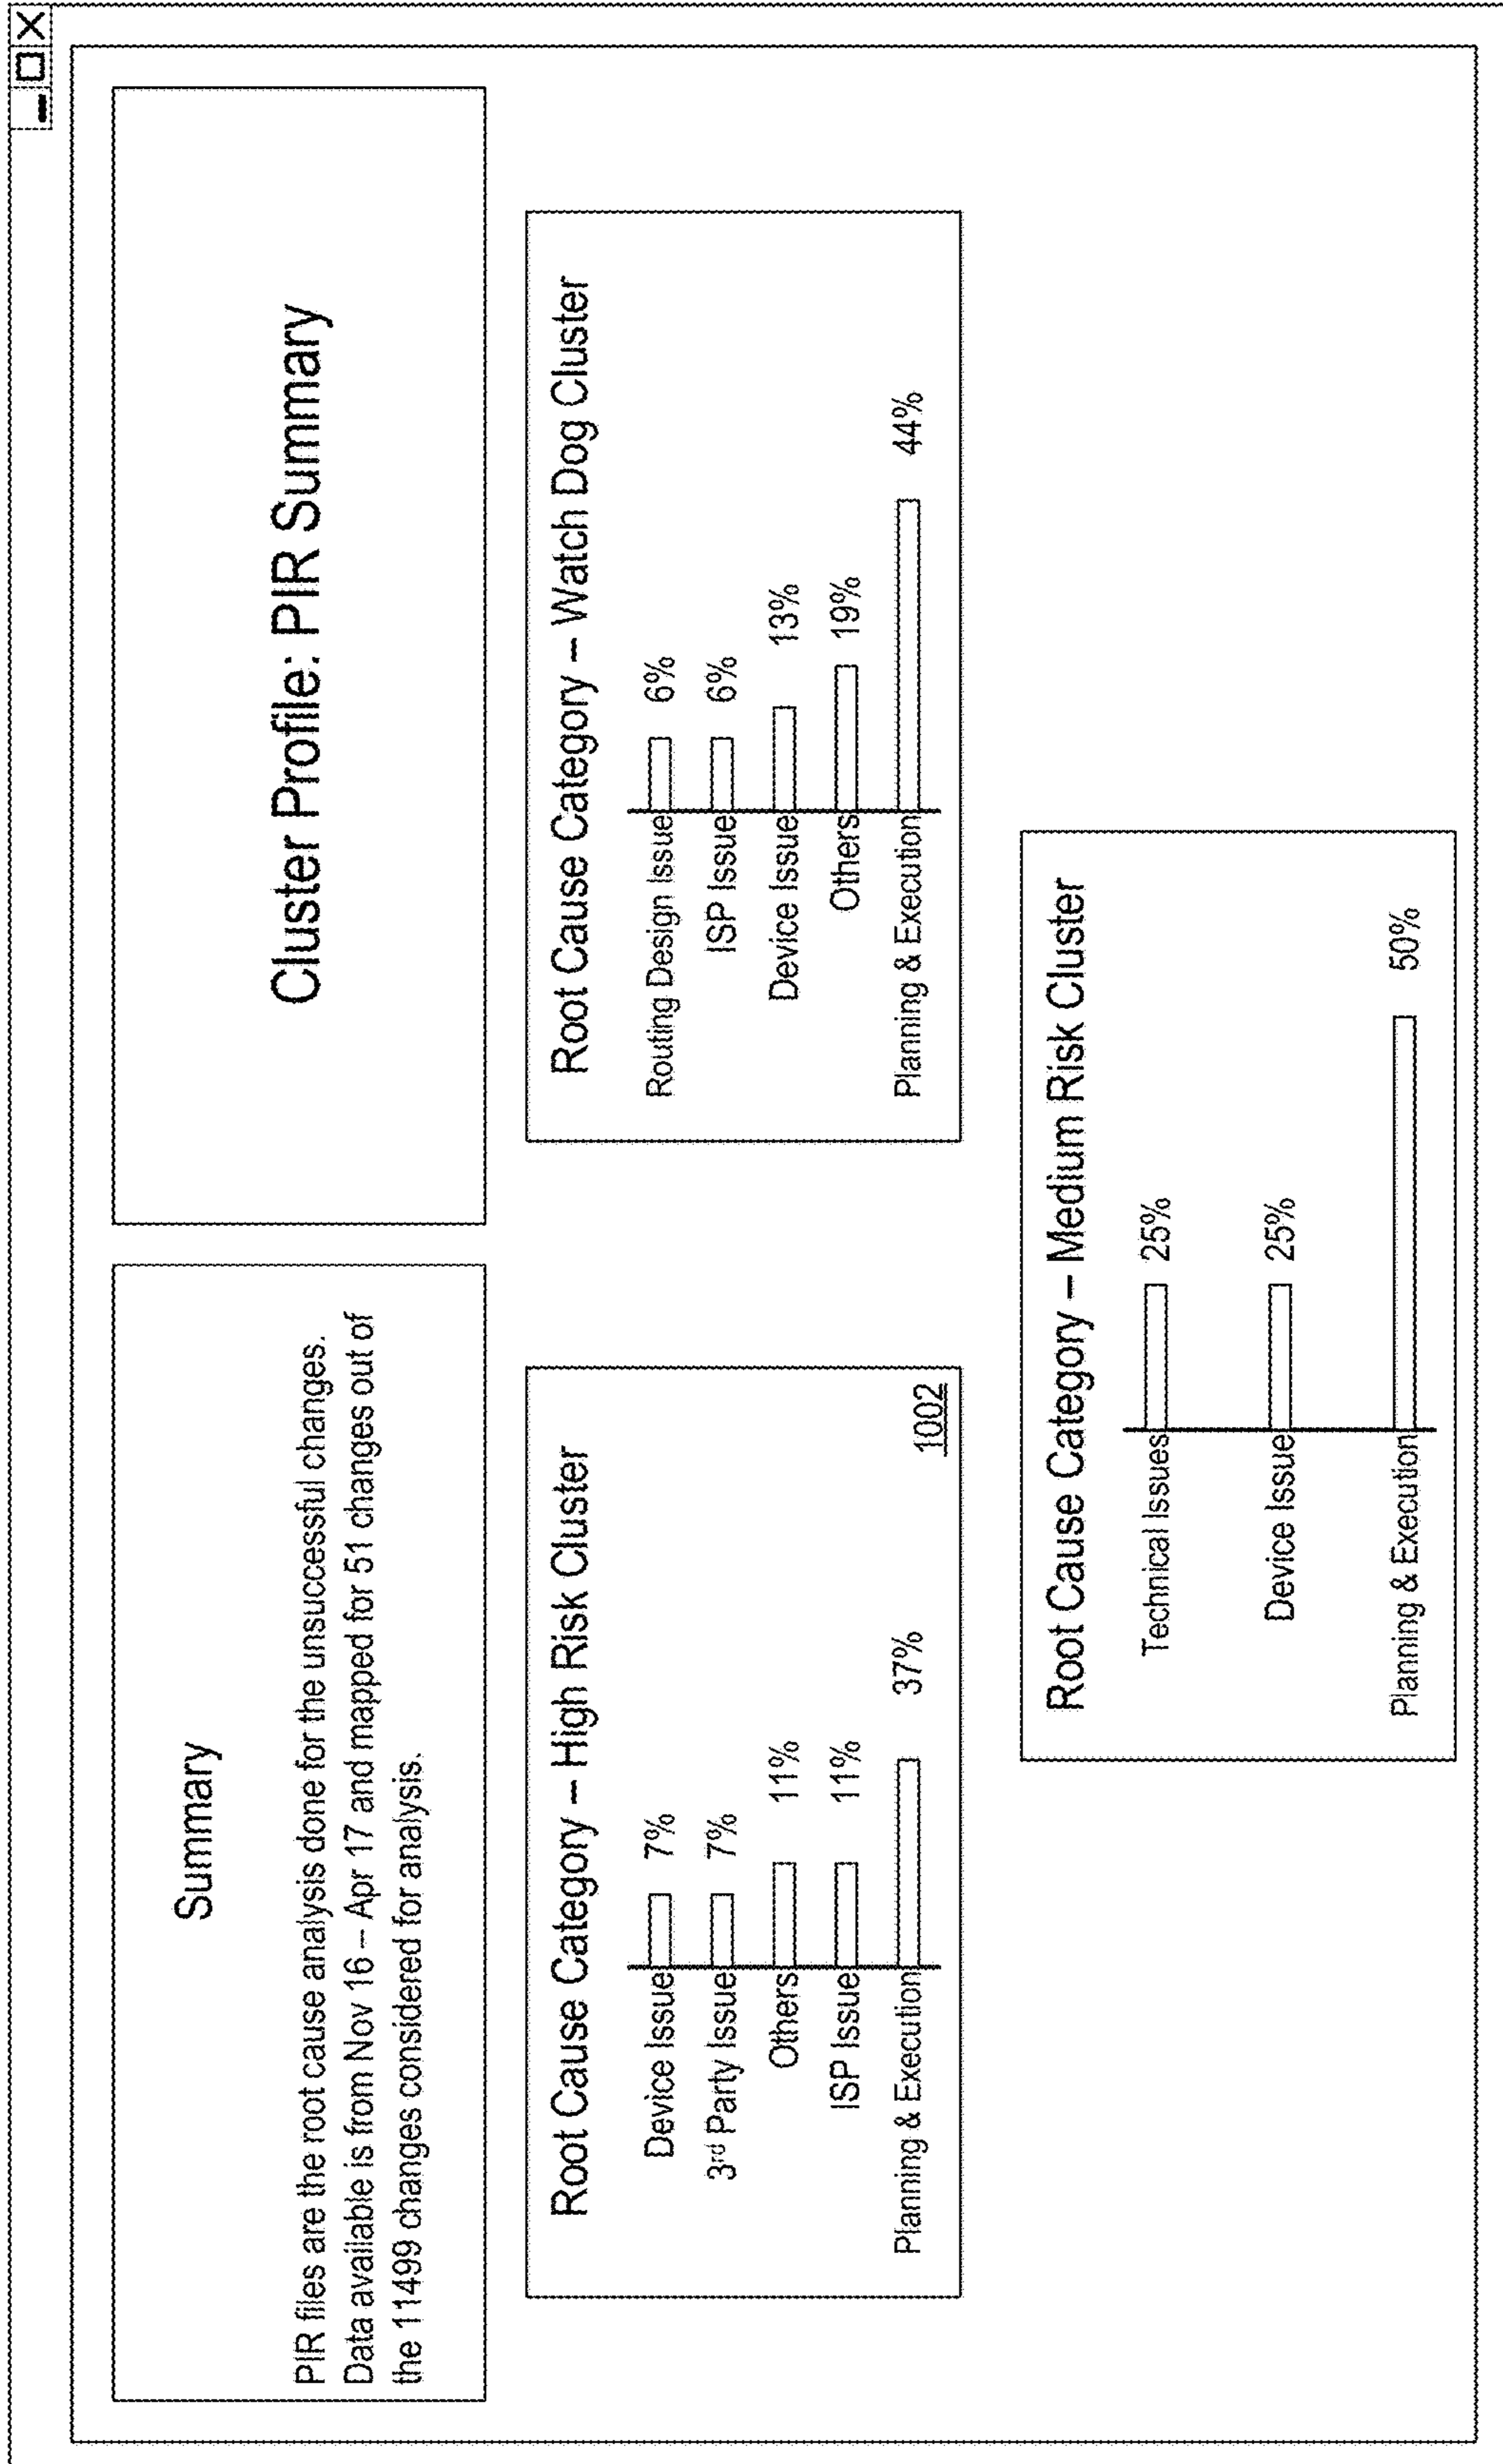 Summary
PIR files are the root cause analysis done for the unsuccessful changes.
Data available is from Nov 16 – Apr 17 and mapped for 51 changes out of
the 11499 changes considered for analysis.
Cluster Profile: PIR Summary
Root Cause Category – High Risk Cluster
Device Issue 7%
3rd Party Issue 7%
Others 11%
ISP Issue 11%
Planning & Execution 37%
1002
Root Cause Category – Watch Dog Cluster
Routing Design Issue 6%
ISP Issue 6%
Device Issue 13%
Others 19%
Planning & Execution 44%
Root Cause Category – Medium Risk Cluster
Technical Issues 25%
Device Issue 25%
Planning & Execution 50%